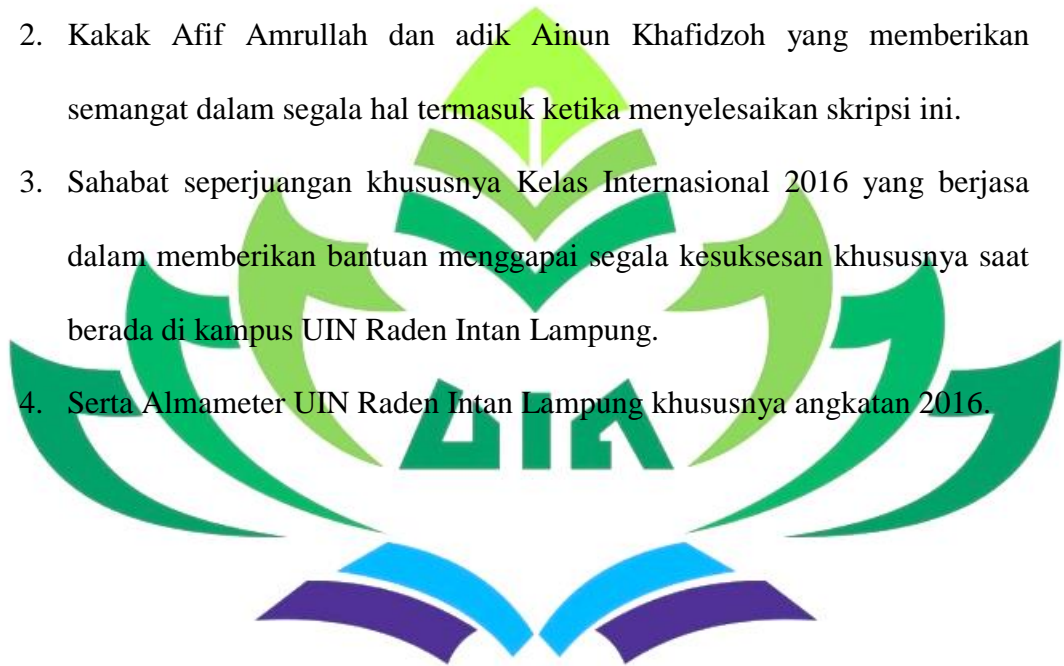 2. Kakak Afif Amrullah dan adik Ainun Khafidzoh yang memberikan
semangat dalam segala hal termasuk ketika menyelesaikan skripsi ini.
3. Sahabat seperjuangan khususnya Kelas Internasional 2016 yang berjasa
dalam memberikan bantuan menggapai segala kesuksesan khususnya saat
berada di kampus UIN Raden Intan Lampung.
4. Serta Almameter UIN Raden Intan Lampung khususnya angkatan 2016.
UIN